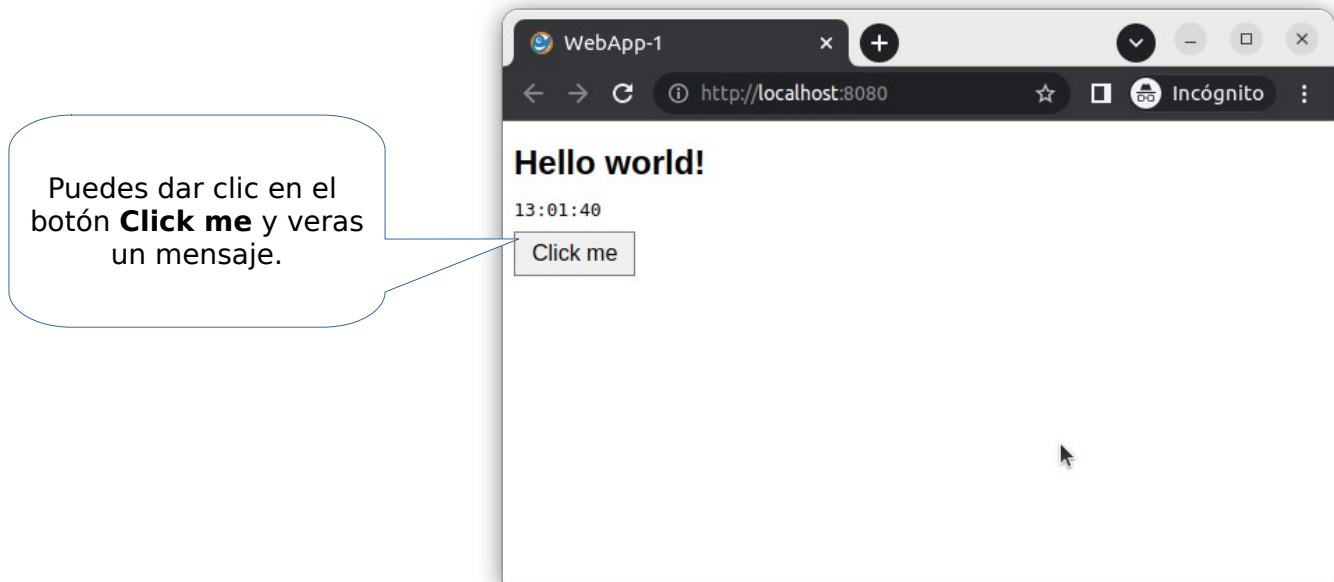 WebApp-1
http://localhost:8080
Incógnito
Puedes dar clic en el
botón Click me y veras
un mensaje.
Hello world!
13:01:40
Click me